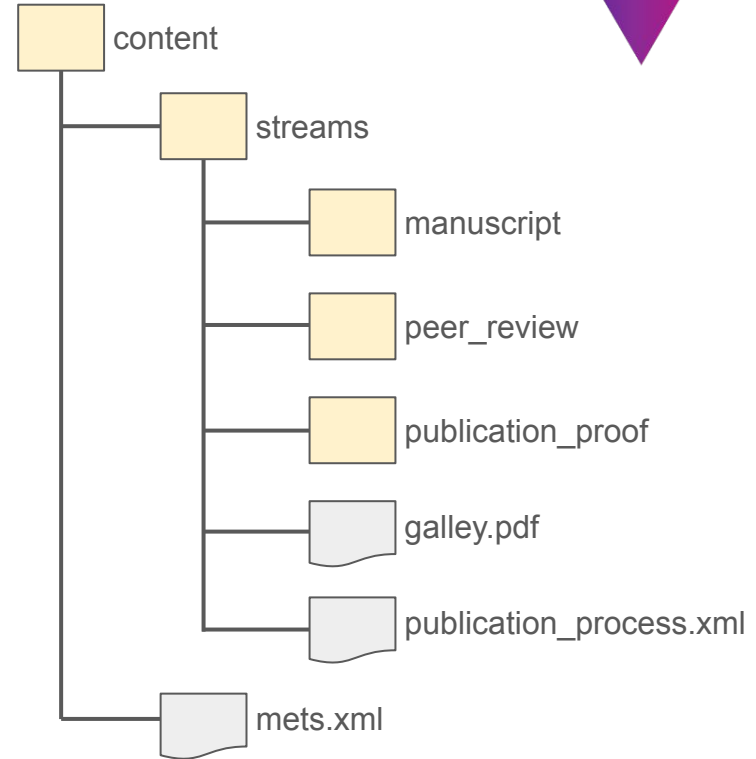 content
streams
manuscript
peer_review
publication_proof
galley.pdf
publication_process.xml
mets.xml